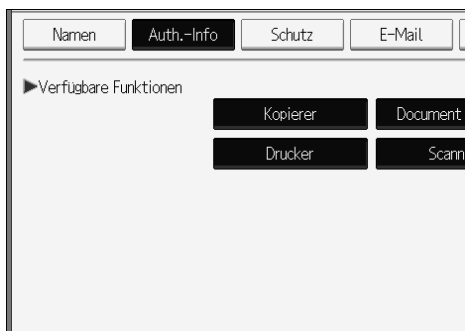 Namen Auth.-Info Schutz E-Mail
▶Verfügbare Funktionen
Kopierer Document
Drucker Scann